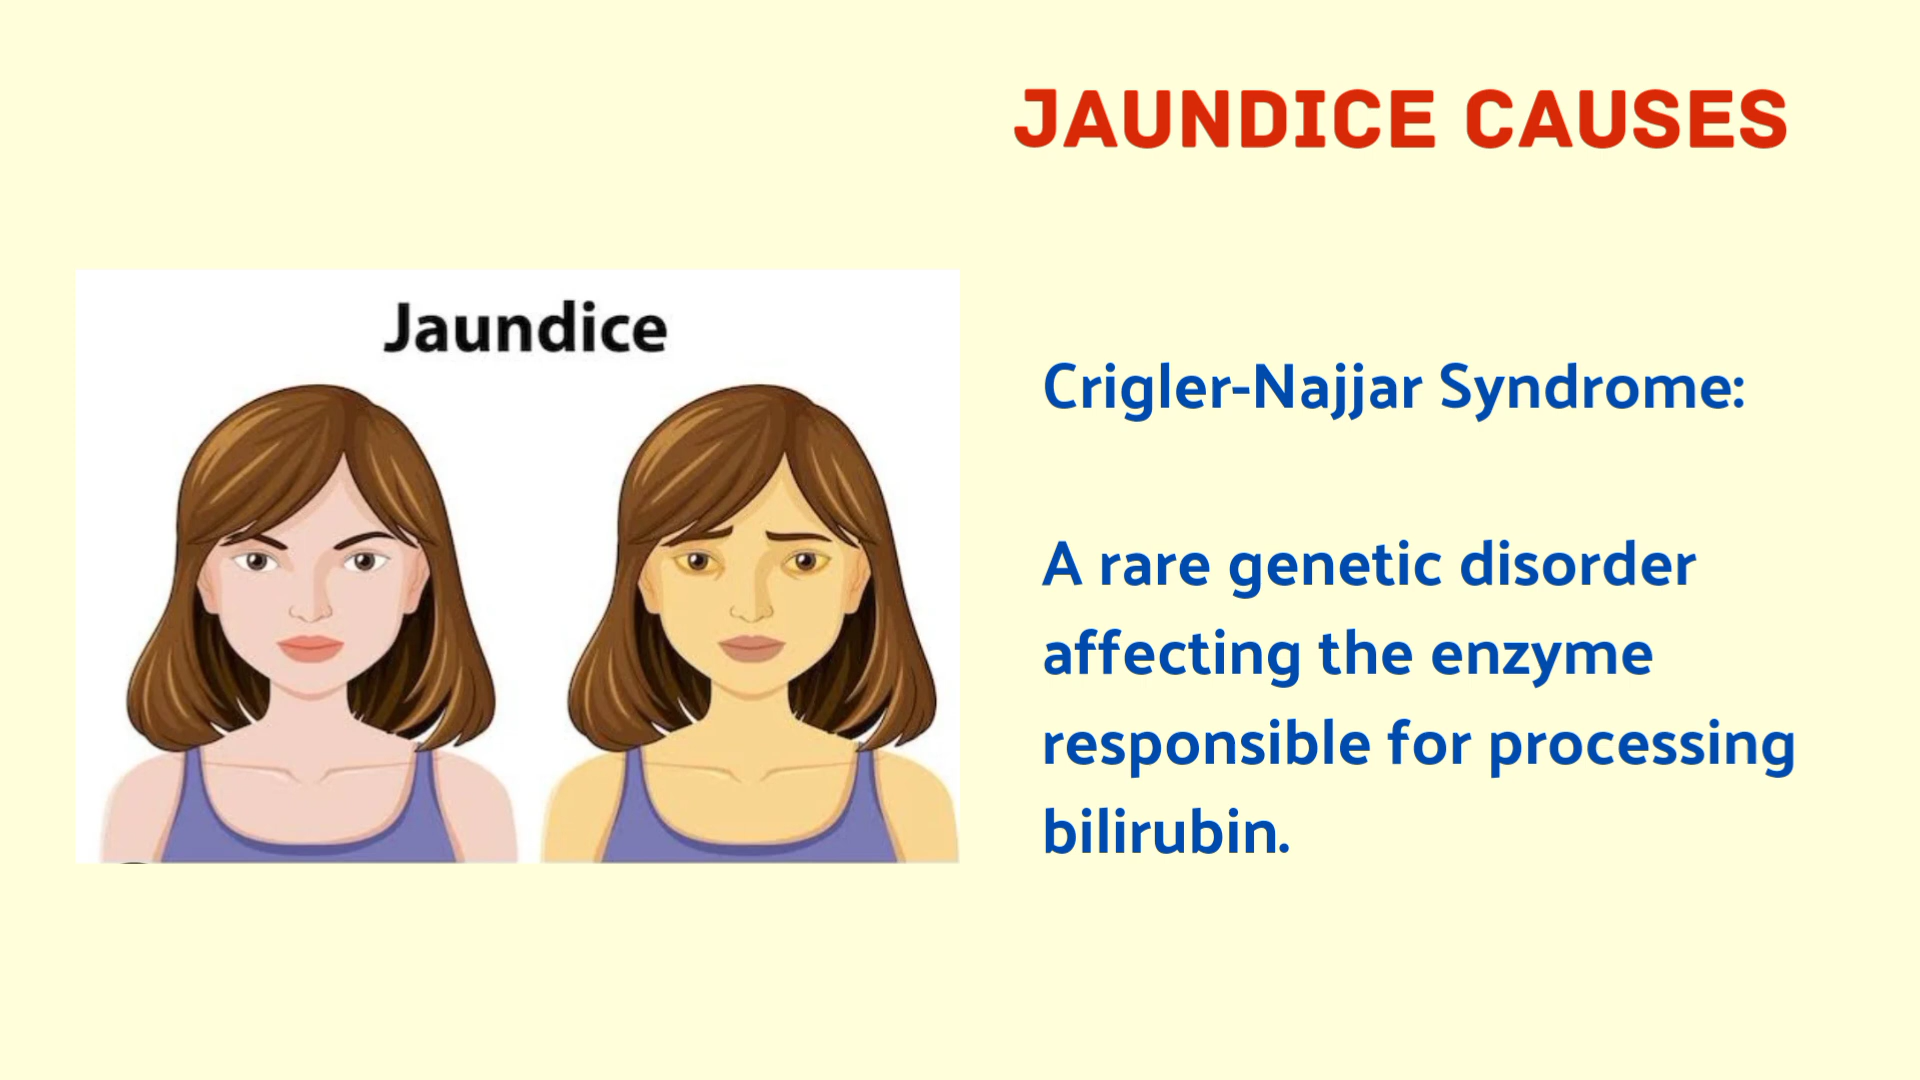 JAUNDICE CAUSES
Jaundice
Crigler-Najjar Syndrome:
A rare genetic disorder
affecting the enzyme
responsible for processing
bilirubin.